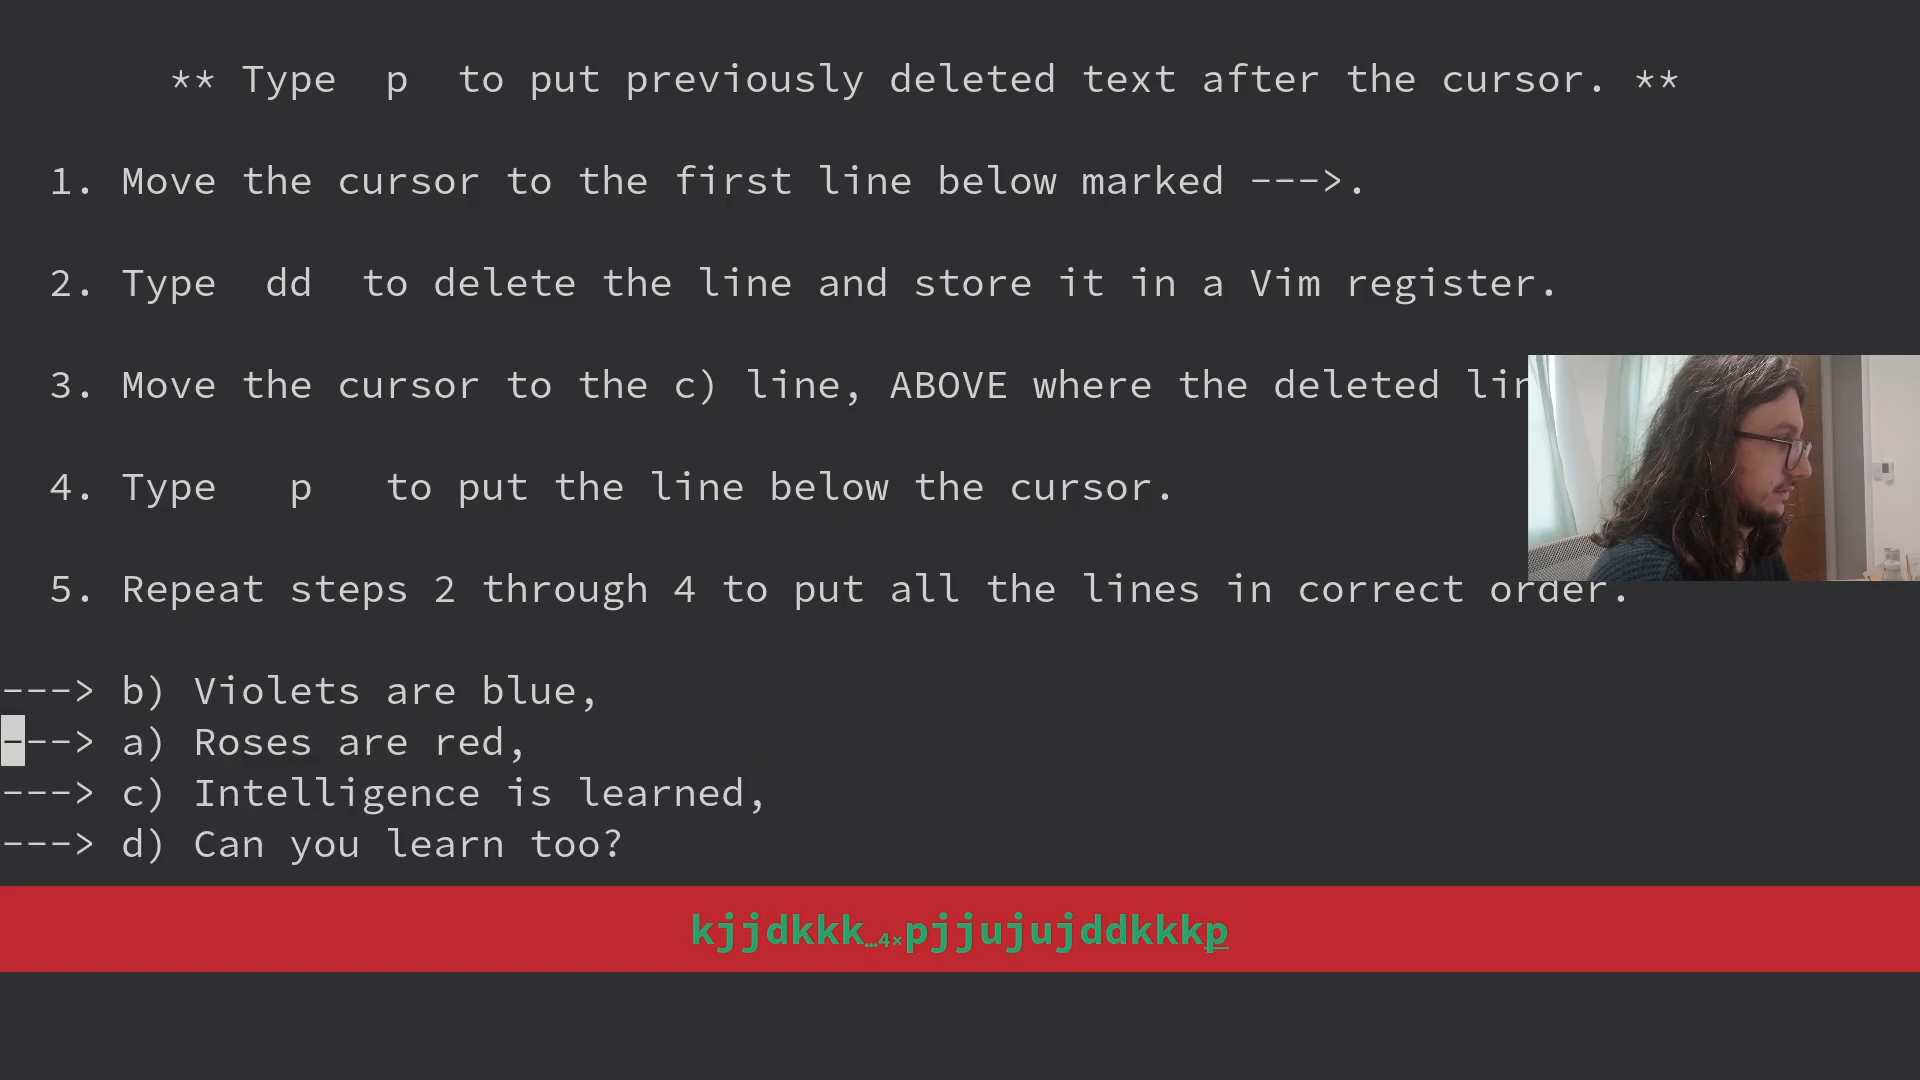 ** Type p to put previously deleted text after the cursor. **
1. Move the cursor to the first line below marked --->.
2. Type dd to delete the line and store it in a Vim register.
3. Move the cursor to the c) line, ABOVE where the deleted
4. Type p to put the line below the cursor.
5. Repeat steps 2 through 4 to put all the lines in correct order.
---> b) Violets are blue,
---> a) Roses are red,
---> c) Intelligence is learned,
---> d) Can you learn too?
kjjdkkk…4×pjjujujddkkkp